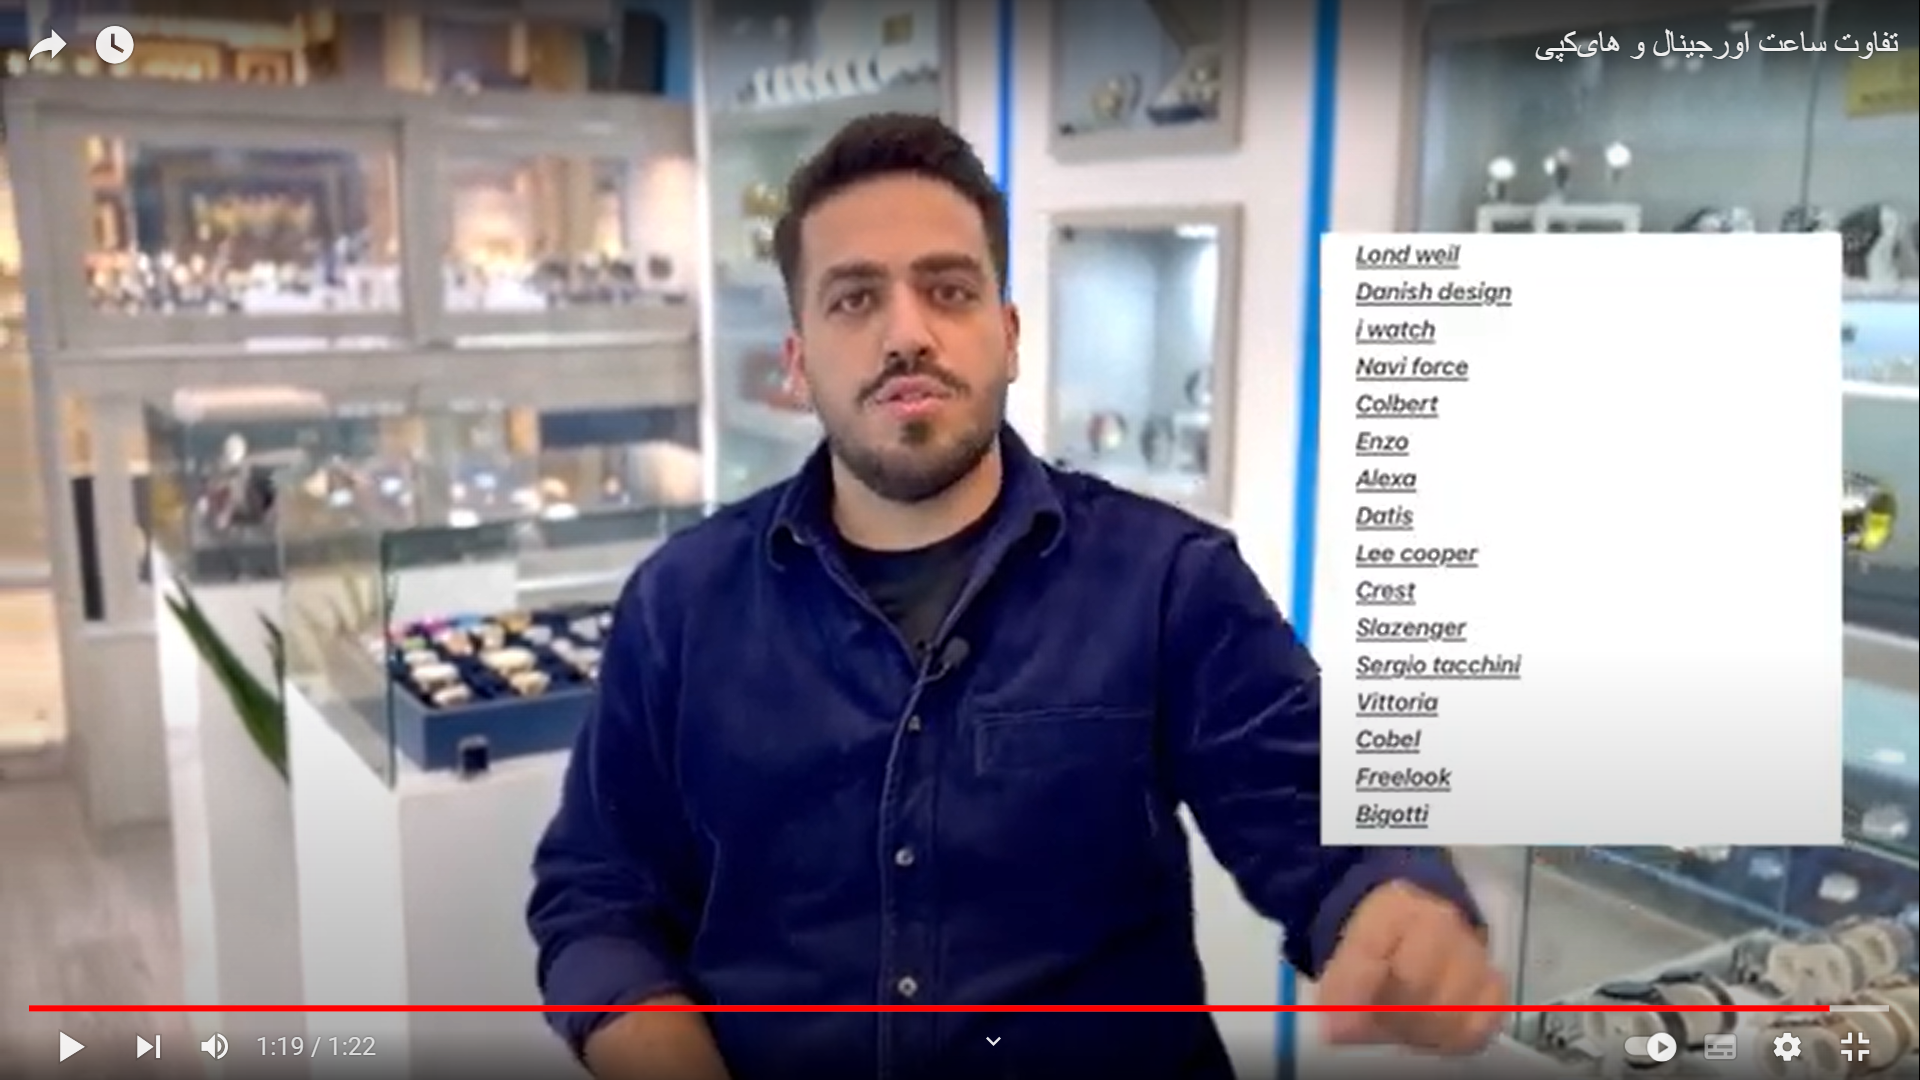 تفاوت ساعت اورجینال و های‌کپی
Lond weil
Danish design
i watch
Navi force
Colbert
Enzo
Alexa
Datis
Lee cooper
Crest
Slazenger
Sergio tacchini
Vittoria
Cobel
Freelook
Bigotti
1:19 / 1:22